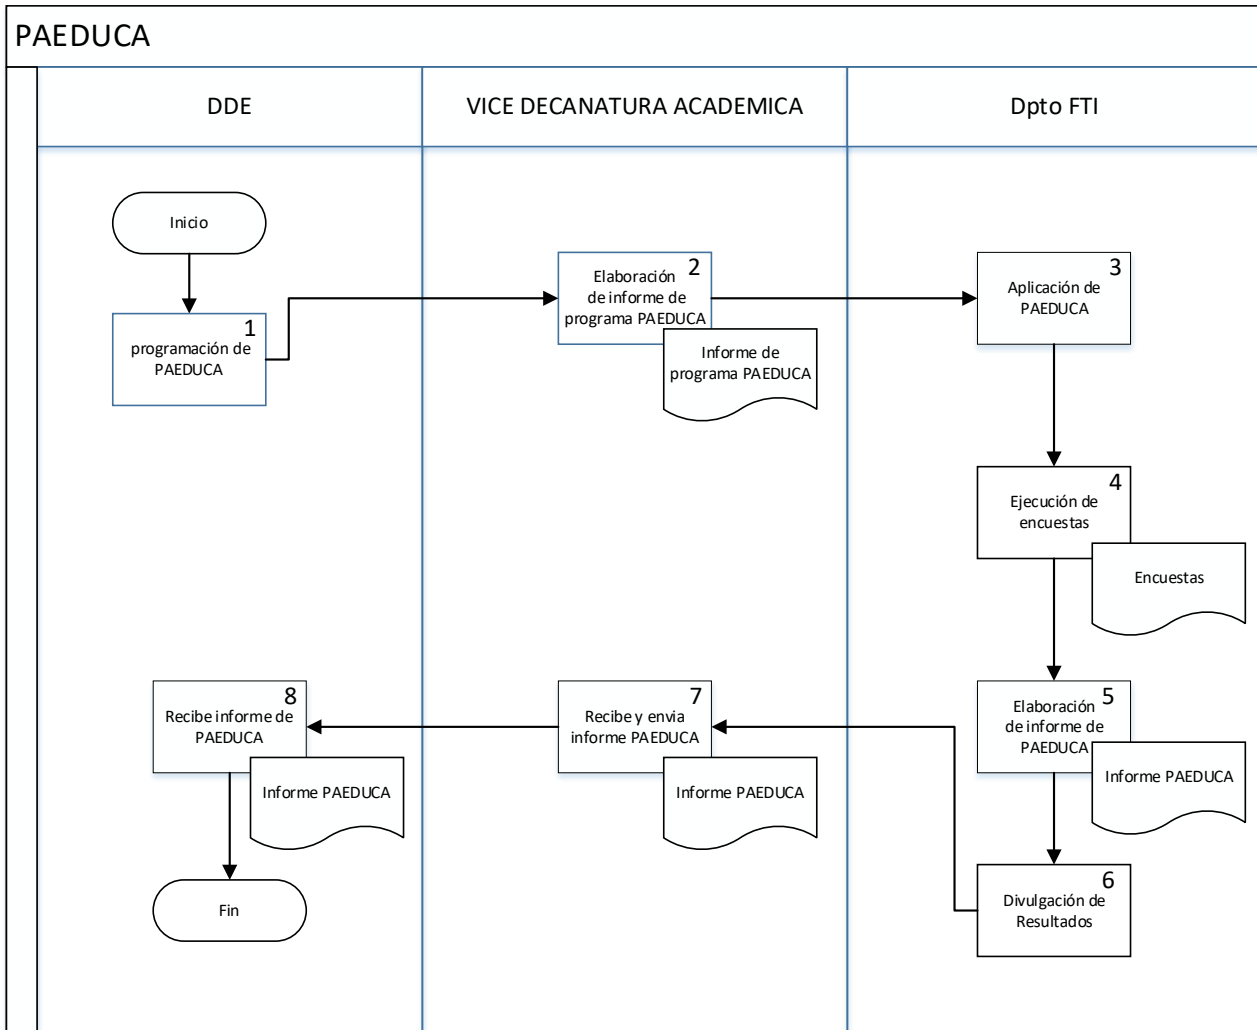 PAEDUCA
DDE
VICE DECANATURA ACADEMICA
Dpto FTI
Inicio
1
programación de
PAEDUCA
2
Elaboración
de informe de
programa PAEDUCA
Informe de
programa PAEDUCA
3
Aplicación de
PAEDUCA
4
Ejecución de
encuestas
Encuestas
5
Elaboración
de informe de
PAEDUCA
Informe PAEDUCA
6
Divulgación de
Resultados
7
Recibe y envia
informe PAEDUCA
Informe PAEDUCA
8
Recibe informe de
PAEDUCA
Informe PAEDUCA
Fin